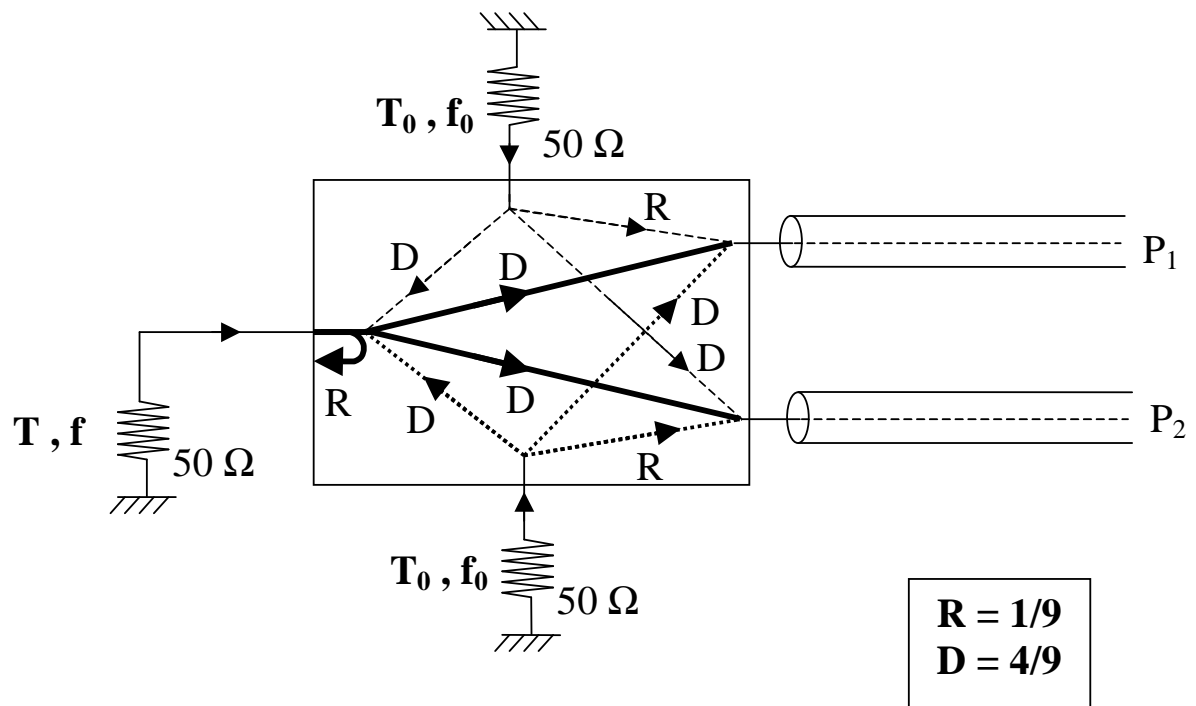 T₀ , f₀
50 Ω
R
D
D
P₁
D
D
R
D
D
P₂
T , f
50 Ω
R
T₀ , f₀
50 Ω
R = 1/9
D = 4/9